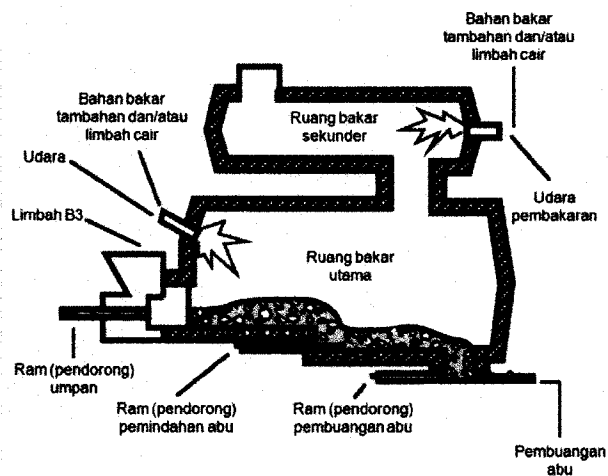 Bahan bakar
tambahan dan/atau
limbah cair
Bahan bakar
tambahan dan/atau
limbah cair
Ruang bakar
sekunder
Udara
Udara
pembakaran
Limbah B3
Ruang bakar
utama
Ram (pendorong)
umpan
Ram (pendorong)
pemindahan abu
Ram (pendorong)
pembuangan abu
Pembuangan
abu